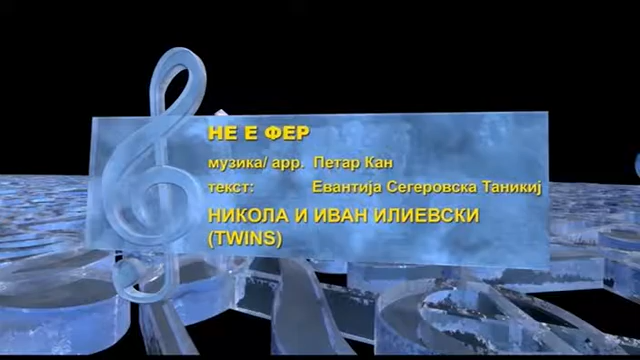 НЕ Е ФЕР
музика/ арр. Петар Кан
текст: Евантија Сегеровска Таникиј
НИКОЛА И ИВАН ИЛИЕВСКИ
(TWINS)